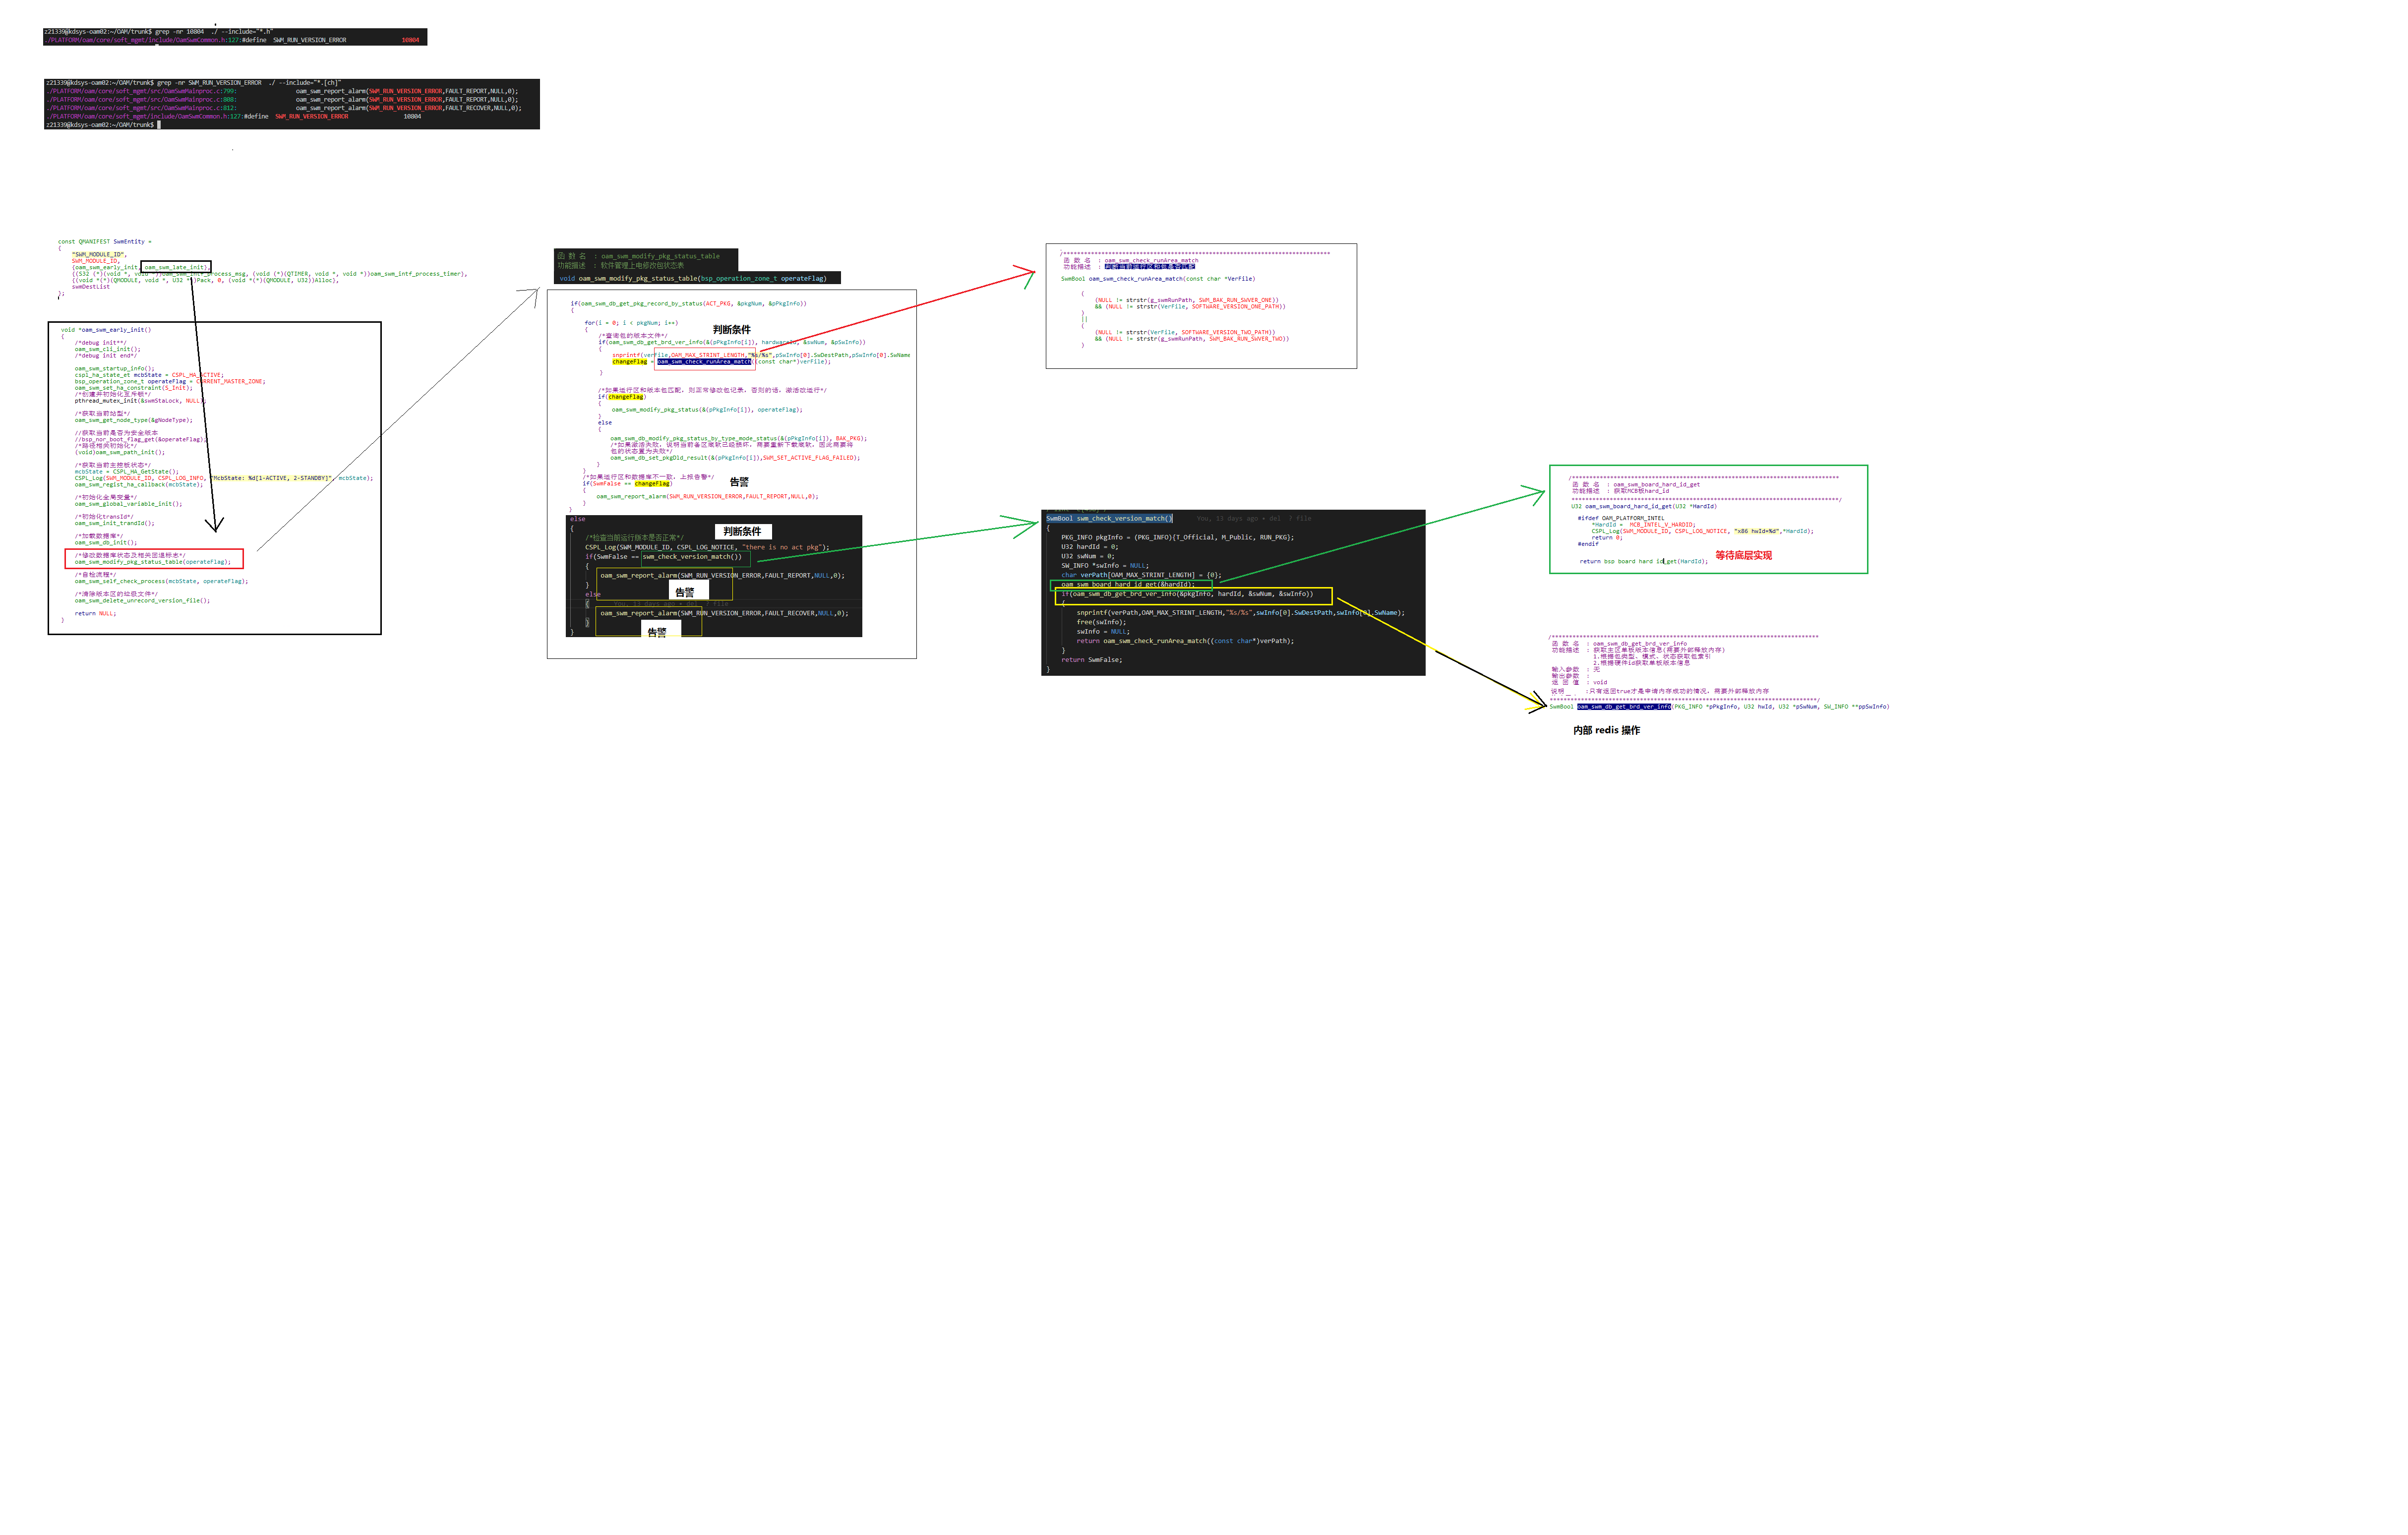 z21339@kdsys-oam02:~/OAM/trunk$ grep -nr 10804  ./ --include="*.h"
./PLATFORM/oam/core/soft_mgmt/include/OamSwmCommon.h:127:#define  SWM_RUN_VERSION_ERROR                10804
z21339@kdsys-oam02:~/OAM/trunk$ grep -nr SWM_RUN_VERSION_ERROR  ./ --include="*.[ch]"
./PLATFORM/oam/core/soft_mgmt/src/OamSwmMainproc.c:799:                oam_swm_report_alarm(SWM_RUN_VERSION_ERROR,FAULT_REPORT,NULL,0);
./PLATFORM/oam/core/soft_mgmt/src/OamSwmMainproc.c:808:                oam_swm_report_alarm(SWM_RUN_VERSION_ERROR,FAULT_REPORT,NULL,0);
./PLATFORM/oam/core/soft_mgmt/src/OamSwmMainproc.c:812:                oam_swm_report_alarm(SWM_RUN_VERSION_ERROR,FAULT_RECOVER,NULL,0);
./PLATFORM/oam/core/soft_mgmt/include/OamSwmCommon.h:127:#define  SWM_RUN_VERSION_ERROR                10804
z21339@kdsys-oam02:~/OAM/trunk$
const QMANIFEST SwmEntity =
{
"SWM_MODULE_ID",
SWM_MODULE_ID,
{oam_swm_early_init, oam_swm_late_init},
{(S32 (*)(void *, void *))oam_swm_intf_process_msg, (void (*)(QTIMER, void *, void *))oam_swm_intf_process_timer},
{(void *(*)(QMODULE, void *, U32 *))Pack, 0, (void *(*)(QMODULE, U32))Alloc},
swmDestList
};
void *oam_swm_early_init()
{
/*debug init**/
oam_swm_cli_init();
/*debug init end*/
oam_swm_startup_info();
cspl_ha_state_et mcbState = CSPL_HA_ACTIVE;
bsp_operation_zone_t operateFlag = CURRENT_MASTER_ZONE;
oam_swm_set_ha_constraint(S_Init);
/*创建并初始化互斥锁*/
pthread_mutex_init(&swmStaLock, NULL);
/*获取当前站型*/
oam_swm_get_node_type(&gNodeType);
//获取当前是否为安全版本
//bsp_nor_boot_flag_get(&operateFlag);
/*路径相关初始化*/
(void)oam_swm_path_init();
/*获取当前主控板状态*/
mcbState = CSPL_HA_GetState();
CSPL_Log(SWM_MODULE_ID, CSPL_LOG_INFO, "McbState: %d[1-ACTIVE, 2-STANDBY]", mcbState);
oam_swm_regist_ha_callback(mcbState);
/*初始化全局变量*/
oam_swm_global_variable_init();
/*初始化transId*/
oam_swm_init_trandId();
/*加载数据库*/
oam_swm_db_init();
/*修改数据库状态及相关回退标志*/
oam_swm_modify_pkg_status_table(operateFlag);
/*自检流程*/
oam_swm_self_check_process(mcbState, operateFlag);
/*清除版本区的垃圾文件*/
oam_swm_delete_unrecord_version_file();
return NULL;
}
函 数 名  : oam_swm_modify_pkg_status_table
功能描述  : 软件管理上电修改包状态表
void oam_swm_modify_pkg_status_table(bsp_operation_zone_t operateFlag)
if(oam_swm_db_get_pkg_record_by_status(ACT_PKG, &pkgNum, &pPkgInfo))
{
for(i = 0; i < pkgNum; i++)
{
判断条件
/*查询包的版本文件*/
if(oam_swm_db_get_brd_ver_info(&(pPkgInfo[i]), hardwareId, &swNum, &pSwInfo))
{
snprintf(verFile,OAM_MAX_STRINT_LENGTH,"%s/%s",pSwInfo[0].SwDestPath,pSwInfo[0].SwName
changeFlag = oam_swm_check_runArea_match((const char*)verFile);
}
/*如果运行区和版本包匹配，则正常修改包记录，否则的话，激活改运行*/
if(changeFlag)
{
oam_swm_modify_pkg_status(&(pPkgInfo[i]), operateFlag);
}
else
{
oam_swm_db_modify_pkg_status_by_type_mode_status(&(pPkgInfo[i]), BAK_PKG);
/*如果激活失败，说明当前备区微软已经损坏，需要重新下载底软，因此需要将
包的状态置为失败*/
oam_swm_db_set_pkgDld_result(&(pPkgInfo[i]),SWM_SET_ACTIVE_FLAG_FAILED);
}
}
/*如果运行区和数据库不一致，上报告警*/
if(SwmFalse == changeFlag)
告警
{
oam_swm_report_alarm(SWM_RUN_VERSION_ERROR,FAULT_REPORT,NULL,0);
}
}
else
{
判断条件
/*检查当前运行版本是否正常*/
CSPL_Log(SWM_MODULE_ID, CSPL_LOG_NOTICE, "there is no act pkg");
if(SwmFalse == swm_check_version_match())
{
oam_swm_report_alarm(SWM_RUN_VERSION_ERROR,FAULT_REPORT,NULL,0);
}
告警
else
{
oam_swm_report_alarm(SWM_RUN_VERSION_ERROR,FAULT_RECOVER,NULL,0);
}
告警
}
/*****************************************************************************
函 数 名  : oam_swm_check_runArea_match
功能描述  : 判断当前运行区和包是否匹配
SwmBool oam_swm_check_runArea_match(const char *VerFile)
(
(NULL != strstr(g_swmRunPath, SWM_BAK_RUN_SWVER_ONE))
&& (NULL != strstr(VerFile, SOFTWARE_VERSION_ONE_PATH))
)
||
(
(NULL != strstr(VerFile, SOFTWARE_VERSION_TWO_PATH))
&& (NULL != strstr(g_swmRunPath, SWM_BAK_RUN_SWVER_TWO))
)
SwmBool swm_check_version_match()      You, 13 days ago • del  ? file
{
PKG_INFO pkgInfo = (PKG_INFO){T_Official, M_Public, RUN_PKG};
U32 hardId = 0;
U32 swNum = 0;
SW_INFO *swInfo = NULL;
char verPath[OAM_MAX_STRINT_LENGTH] = {0};
oam_swm_board_hard_id_get(&hardId);
if(oam_swm_db_get_brd_ver_info(&pkgInfo, hardId, &swNum, &swInfo))
{
snprintf(verPath,OAM_MAX_STRINT_LENGTH,"%s/%s",swInfo[0].SwDestPath,swInfo[0].SwName);
free(swInfo);
swInfo = NULL;
return oam_swm_check_runArea_match((const char*)verPath);
}
return SwmFalse;
}
/*****************************************************************************
函 数 名  : oam_swm_board_hard_id_get
功能描述  : 获取MCB板hard_id
*****************************************************************************/
U32 oam_swm_board_hard_id_get(U32 *HardId)
#ifdef OAM_PLATFORM_INTEL
*HardId =  MCB_INTEL_V_HARDID;
CSPL_Log(SWM_MODULE_ID, CSPL_LOG_NOTICE, "x86 hwId=%d",*HardId);
return 0;
#endif
等待底层实现
return bsp_board_hard_id_get(HardId);
/*****************************************************************************
函 数 名  : oam_swm_db_get_brd_ver_info
功能描述  : 获取主区单板版本信息(需要外部释放内存)
1.根据包类型、模式、状态获取包索引
2.根据硬件id获取单板版本信息
输入参数  : 无
输出参数  :
返 回 值  : void
说明      :只有返回true才是申请内存成功的情况，需要外部释放内存
*****************************************************************************/
SwmBool oam_swm_db_get_brd_ver_info(PKG_INFO *pPkgInfo, U32 hwId, U32 *pSwNum, SW_INFO **ppSwInfo)
内部 redis 操作